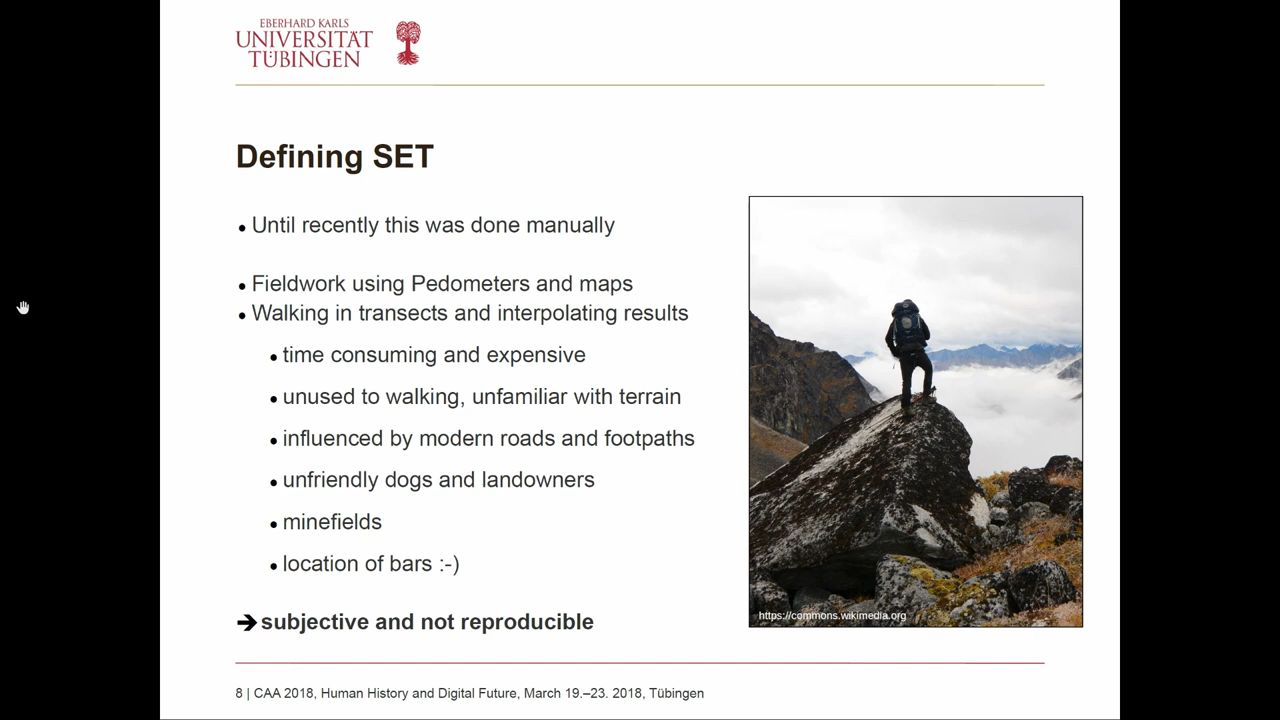 EBERHARD KARLS
UNIVERSITÄT
TÜBINGEN
Defining SET
• Until recently this was done manually
• Fieldwork using Pedometers and maps
• Walking in transects and interpolating results
• time consuming and expensive
• unused to walking, unfamiliar with terrain
• influenced by modern roads and footpaths
• unfriendly dogs and landowners
• minefields
• location of bars :-)
➔ subjective and not reproducible
https://commons.wikimedia.org
8 | CAA 2018, Human History and Digital Future, March 19.–23. 2018, Tübingen